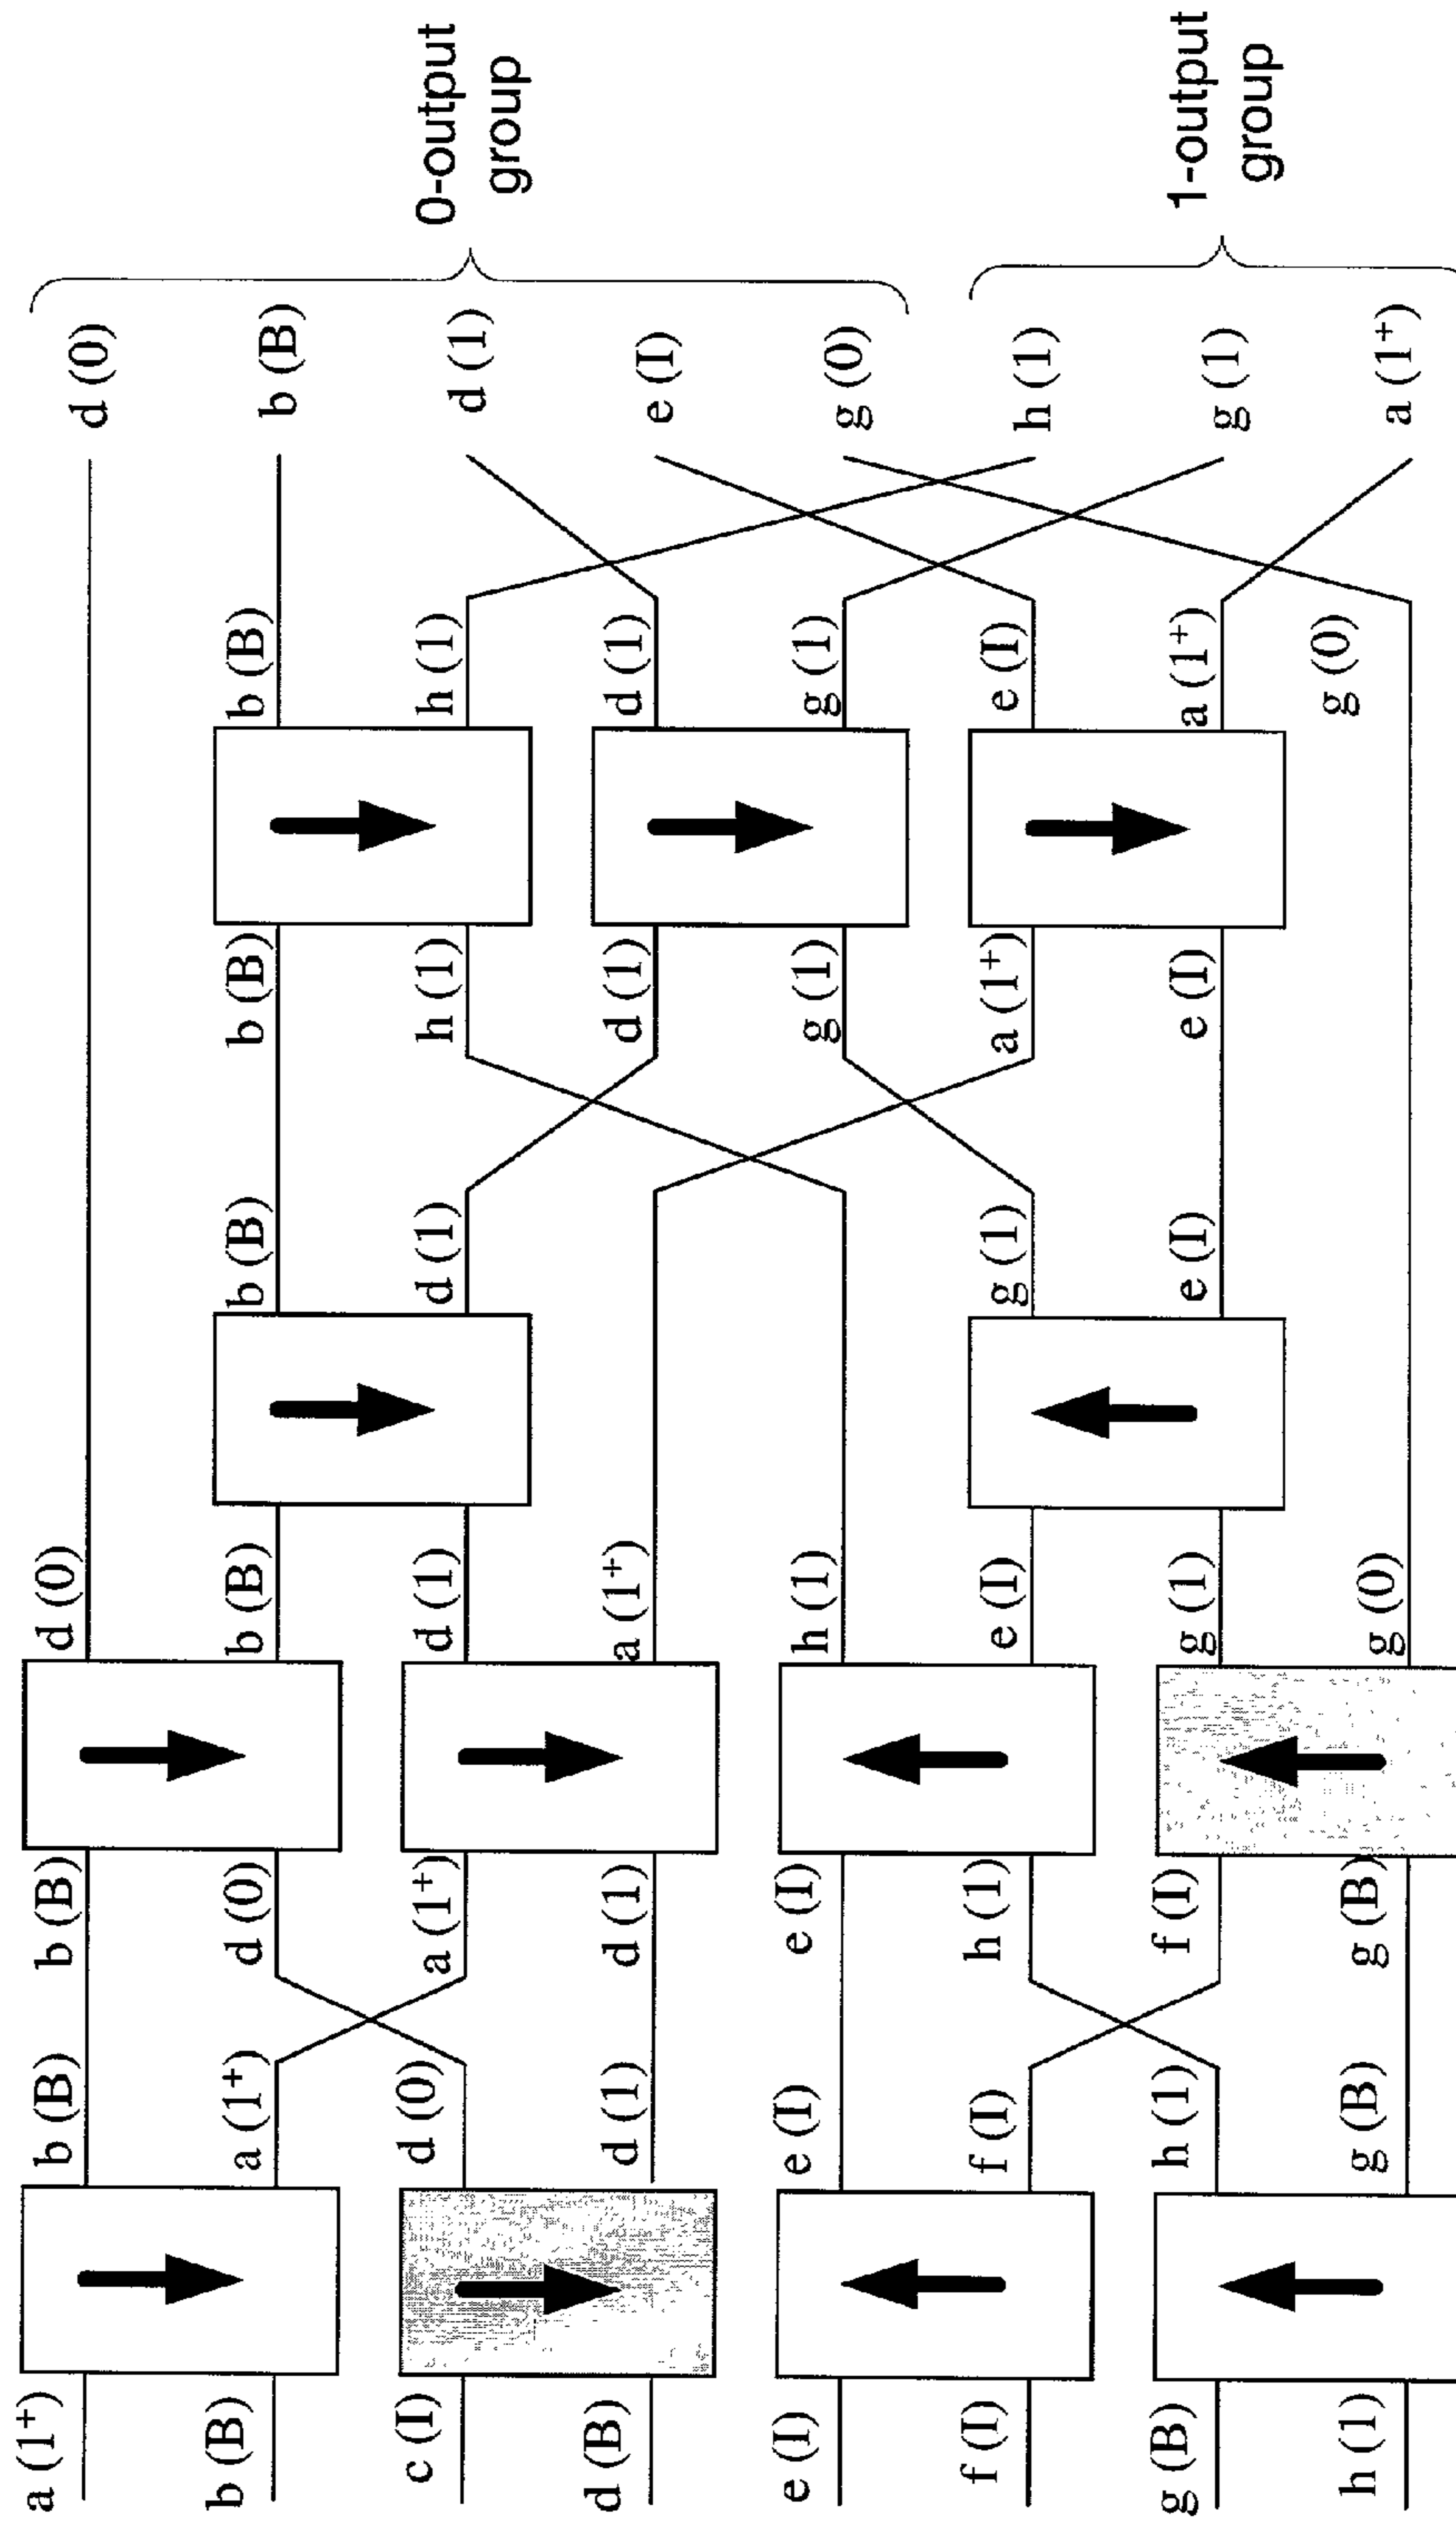 a (1+)
b (B)
c (I)
d (B)
e (I)
f (I)
g (B)
h (1)
b (B)
a (1+)
d (0)
d (1)
e (I)
f (I)
h (1)
g (B)
b (B)
d (0)
a (1+)
d (1)
e (I)
h (1)
f (I)
g (B)
d (0)
b (B)
d (1)
a (1+)
h (1)
e (I)
g (1)
g (0)
b (B)
d (1)
g (1)
e (I)
b (B)
h (1)
d (1)
g (1)
a (1+)
e (I)
b (B)
h (1)
d (1)
g (1)
e (I)
a (1+)
g (0)
d (0)
b (B)
d (1)
e (I)
g (0)
h (1)
g (1)
a (1+)
0-output
group
1-output
group